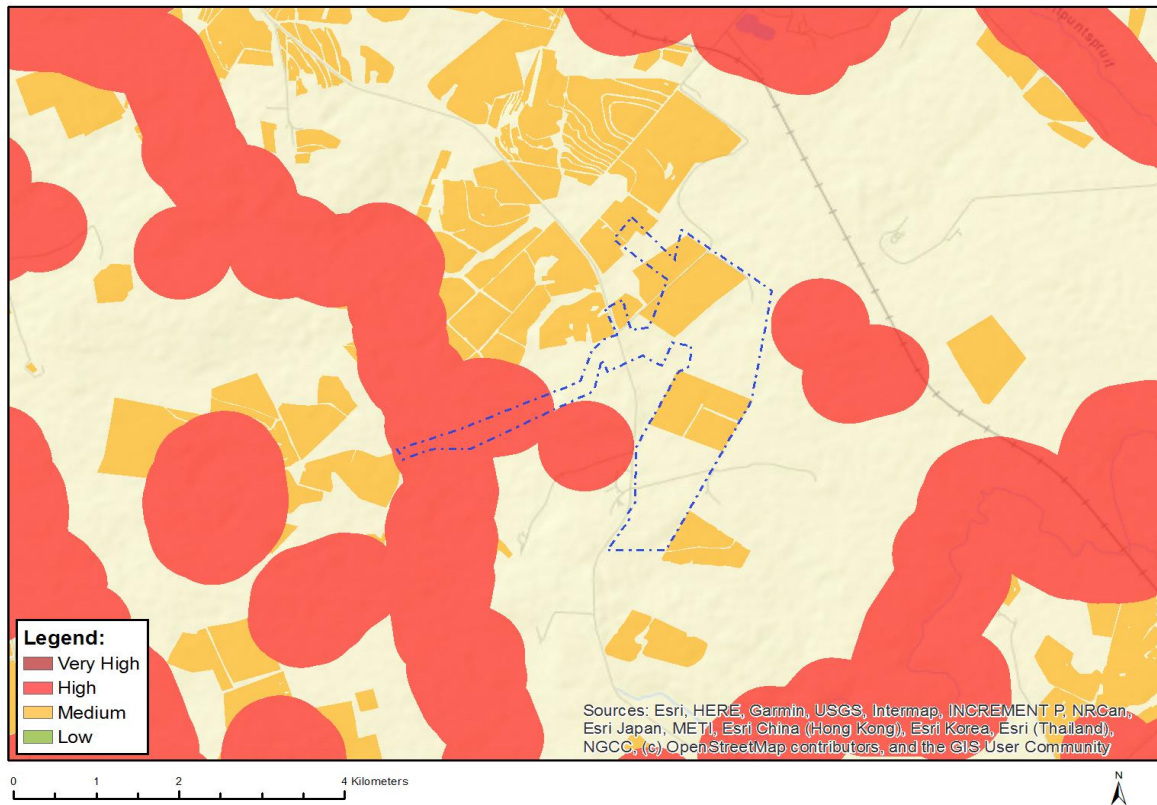 lpuntspruit
Legend:
Very High
High
Medium
Low
Sources: Esri, HERE, Garmin, USGS, Intermap, INCREMENT P, NRCan,
Esri Japan, METI, Esri China (Hong Kong), Esri Korea, Esri (Thailand),
NGCC, (c) OpenStreetMap contributors, and the GIS User Community
0 1 2 4 Kilometers
N